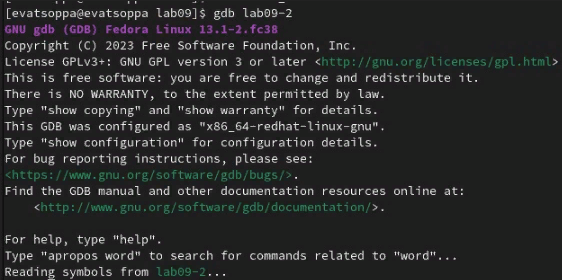 [evatsoppa@evatsoppa lab09]$ gdb lab09-2
GNU gdb (GDB) Fedora Linux 13.1-2.fc38
Copyright (C) 2023 Free Software Foundation, Inc.
License GPLv3+: GNU GPL version 3 or later <http://gnu.org/licenses/gpl.html>
This is free software: you are free to change and redistribute it.
There is NO WARRANTY, to the extent permitted by law.
Type "show copying" and "show warranty" for details.
This GDB was configured as "x86_64-redhat-linux-gnu".
Type "show configuration" for configuration details.
For bug reporting instructions, please see:
<https://www.gnu.org/software/gdb/bugs/>.
Find the GDB manual and other documentation resources online at:
    <http://www.gnu.org/software/gdb/documentation/>.

For help, type "help".
Type "apropos word" to search for commands related to "word"...
Reading symbols from lab09-2...